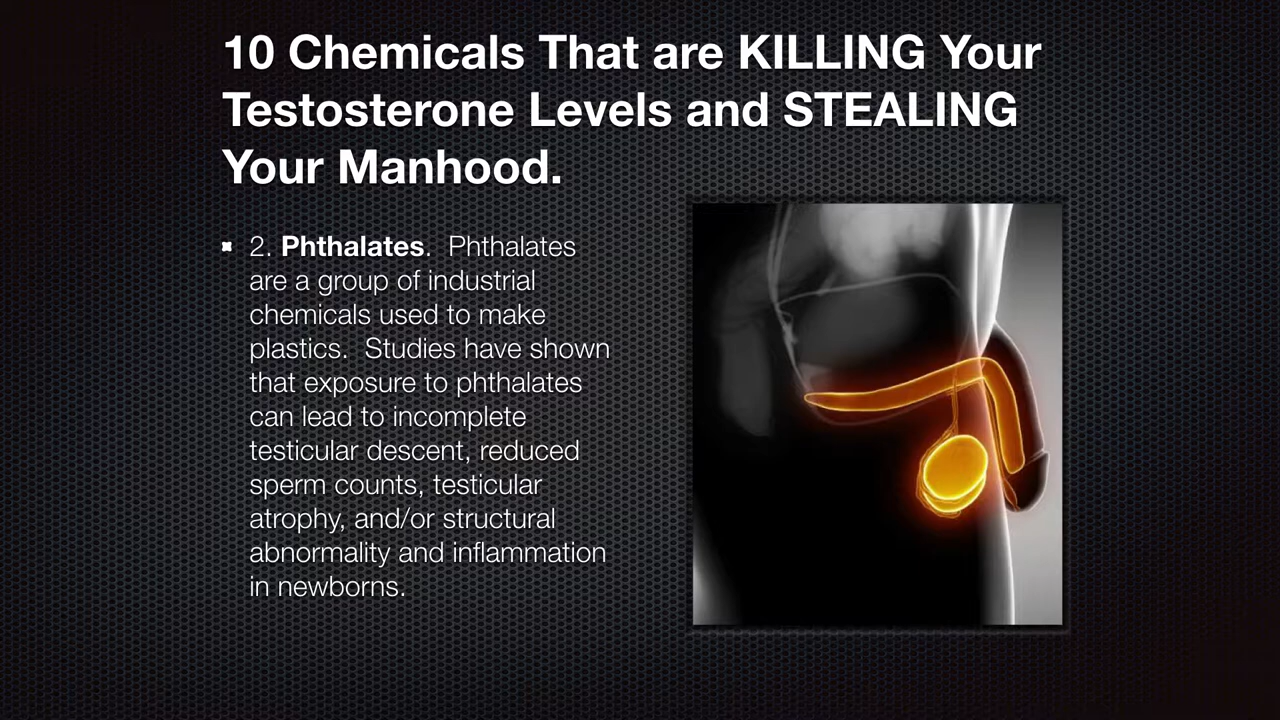 10 Chemicals That are KILLING Your
Testosterone Levels and STEALING
Your Manhood.
2. Phthalates.  Phthalates
are a group of industrial
chemicals used to make
plastics.  Studies have shown
that exposure to phthalates
can lead to incomplete
testicular descent, reduced
sperm counts, testicular
atrophy, and/or structural
abnormality and inflammation
in newborns.